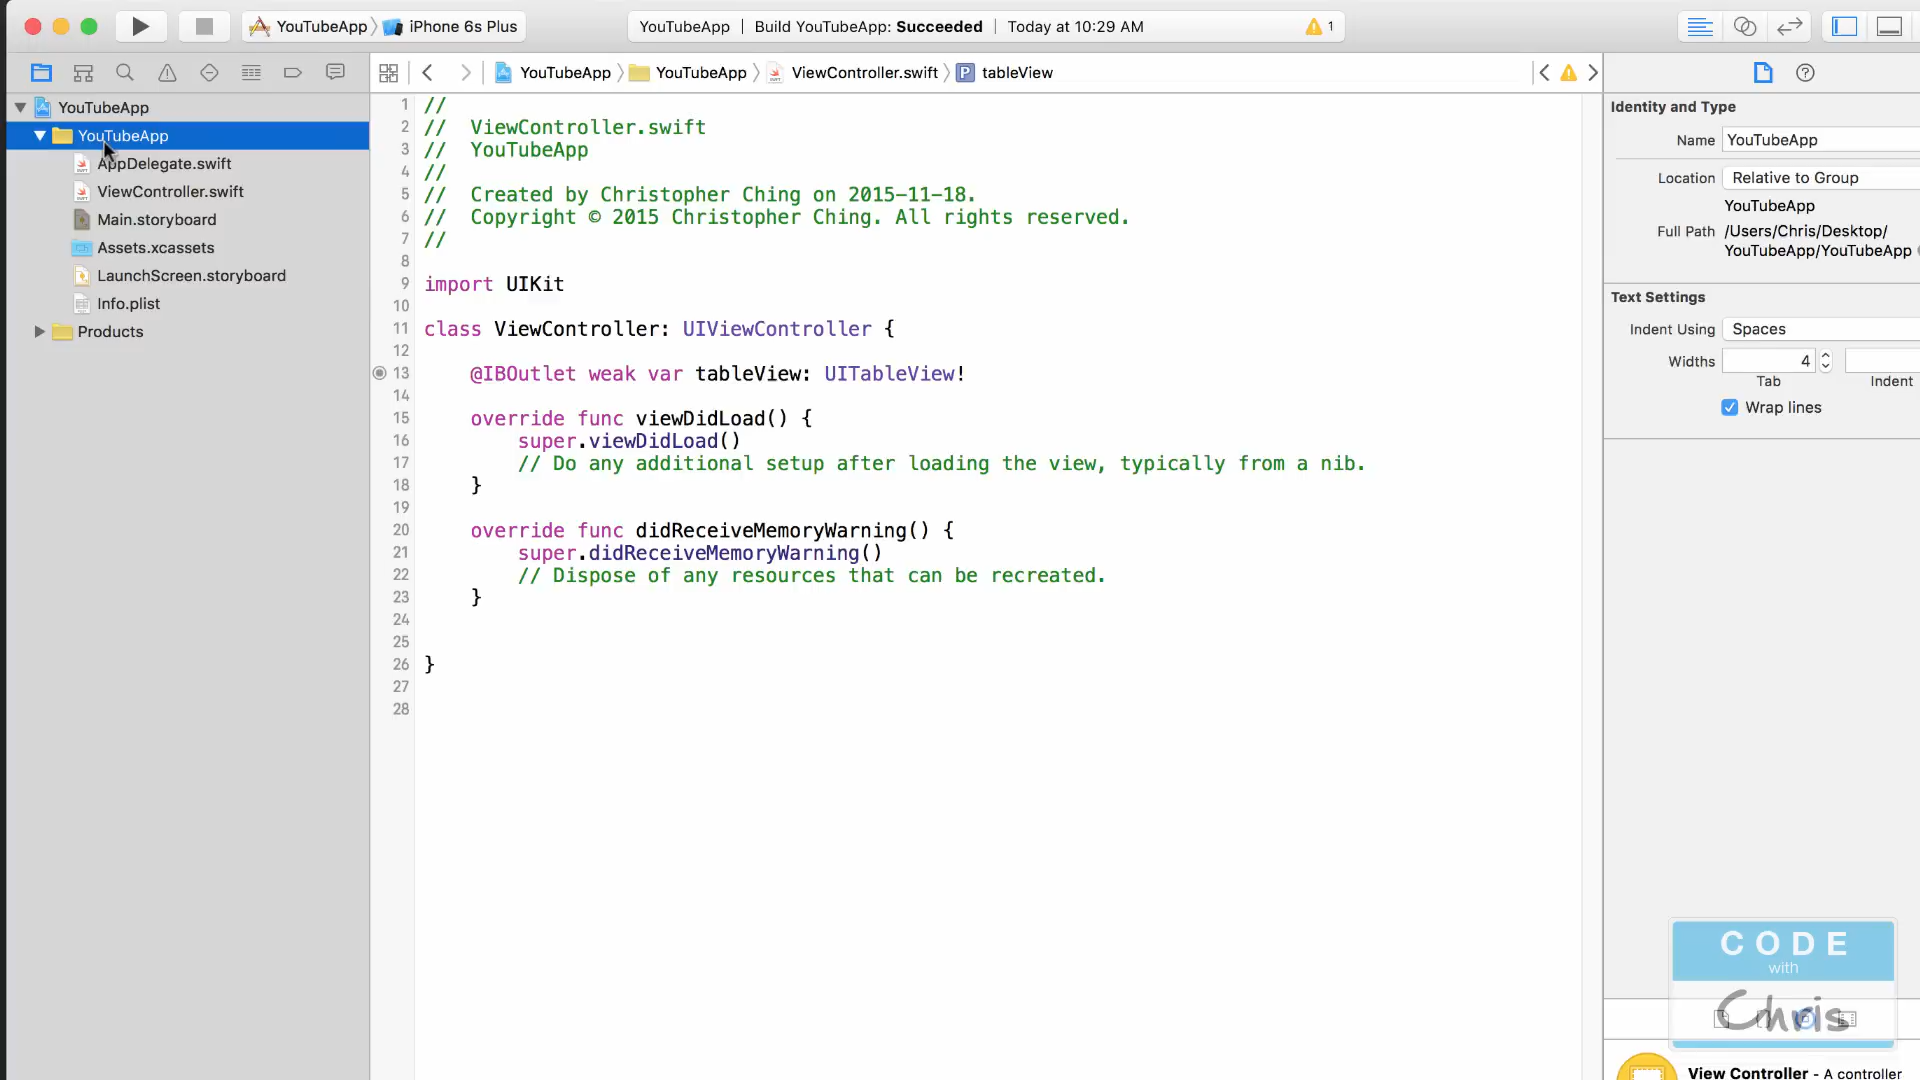 YouTubeApp iPhone 6s Plus
YouTubeApp | Build YouTubeApp: Succeeded | Today at 10:29 AM
1
YouTubeApp YouTubeApp ViewController.swift P tableView
YouTubeApp
YouTubeApp
AppDelegate.swift
ViewController.swift
Main.storyboard
Assets.xcassets
LaunchScreen.storyboard
Info.plist
Products
1 //
2 //  ViewController.swift
3 //  YouTubeApp
4 //
5 //  Created by Christopher Ching on 2015-11-18.
6 //  Copyright © 2015 Christopher Ching. All rights reserved.
7 //
8
9 import UIKit
10
11 class ViewController: UIViewController {
12
13     @IBOutlet weak var tableView: UITableView!
14
15     override func viewDidLoad() {
16         super.viewDidLoad()
17         // Do any additional setup after loading the view, typically from a nib.
18     }
19
20     override func didReceiveMemoryWarning() {
21         super.didReceiveMemoryWarning()
22         // Dispose of any resources that can be recreated.
23     }
24
25
26 }
27
28
Identity and Type
Name YouTubeApp
Location Relative to Group
YouTubeApp
Full Path /Users/Chris/Desktop/
YouTubeApp/YouTubeApp
Text Settings
Indent Using Spaces
Widths 4
Tab Indent
Wrap lines
CODE
with
Chris
View Controller - A controller